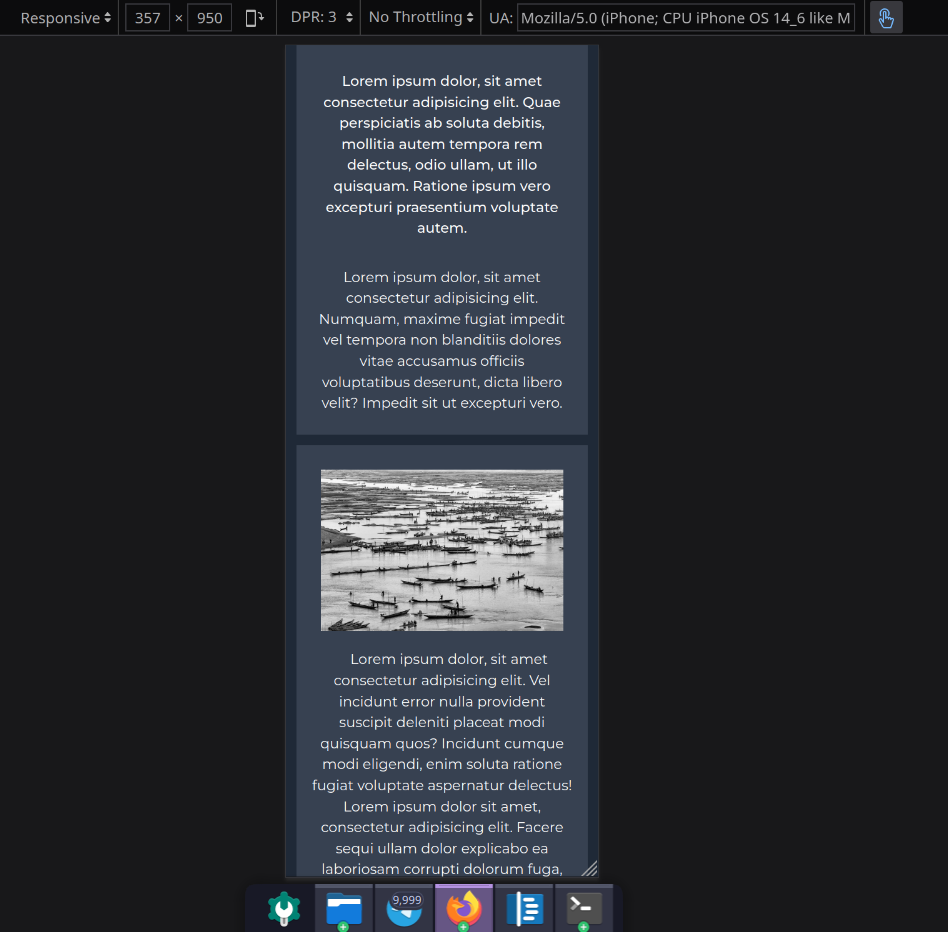 Responsive 357 × 950 DPR: 3 No Throttling UA: Mozilla/5.0 (iPhone; CPU iPhone OS 14_6 like M
Lorem ipsum dolor, sit amet
consectetur adipisicing elit. Quae
perspiciatis ab soluta debitis,
mollitia autem tempora rem
delectus, odio ullam, ut illo
quisquam. Ratione ipsum vero
excepturi praesentium voluptate
autem.
Lorem ipsum dolor, sit amet
consectetur adipisicing elit.
Numquam, maxime fugiat impedit
vel tempora non blanditiis dolores
vitae accusamus officiis
voluptatibus deserunt, dicta libero
velit? Impedit sit ut excepturi vero.
Lorem ipsum dolor, sit amet
consectetur adipisicing elit. Vel
incidunt error nulla provident
suscipit deleniti placeat modi
quisquam quos? Incidunt cumque
modi eligendi, enim soluta ratione
fugiat voluptate aspernatur delectus!
Lorem ipsum dolor sit amet,
consectetur adipisicing elit. Facere
sequi ullam dolor explicabo ea
laboriosam corrupti dolorum fuga,
9,999